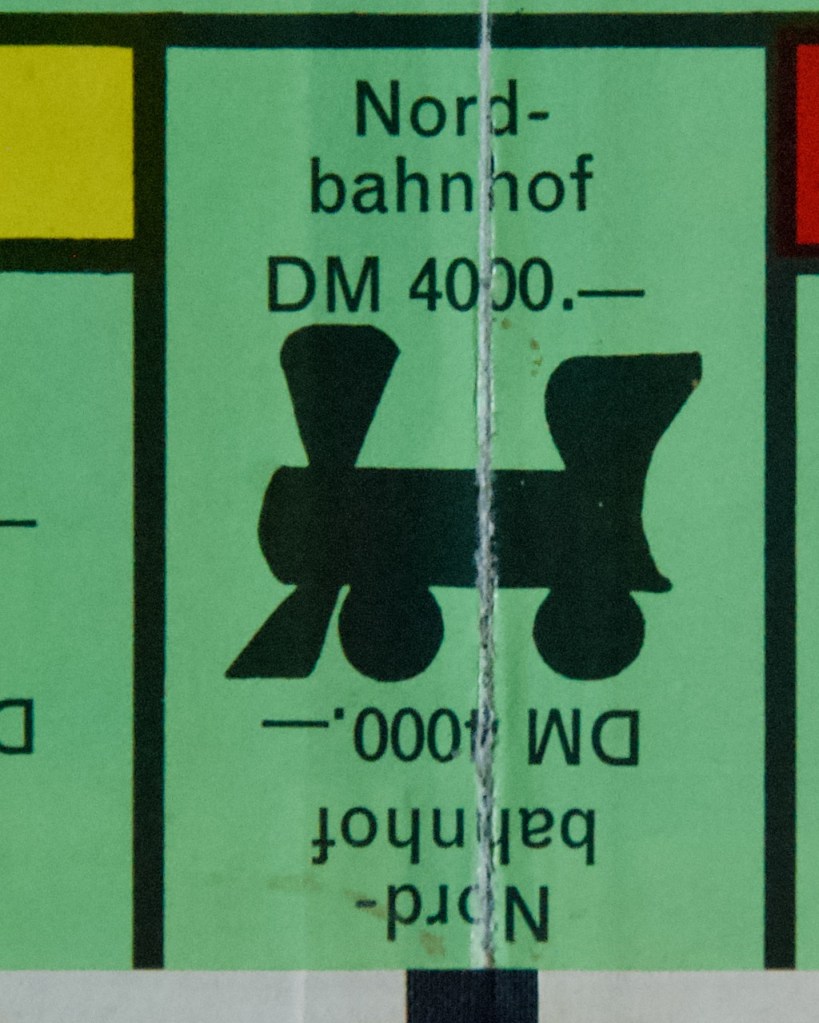 Nord-
bahnhof
DM 4000.—
DM 4000.—
Nord-
bahnhof